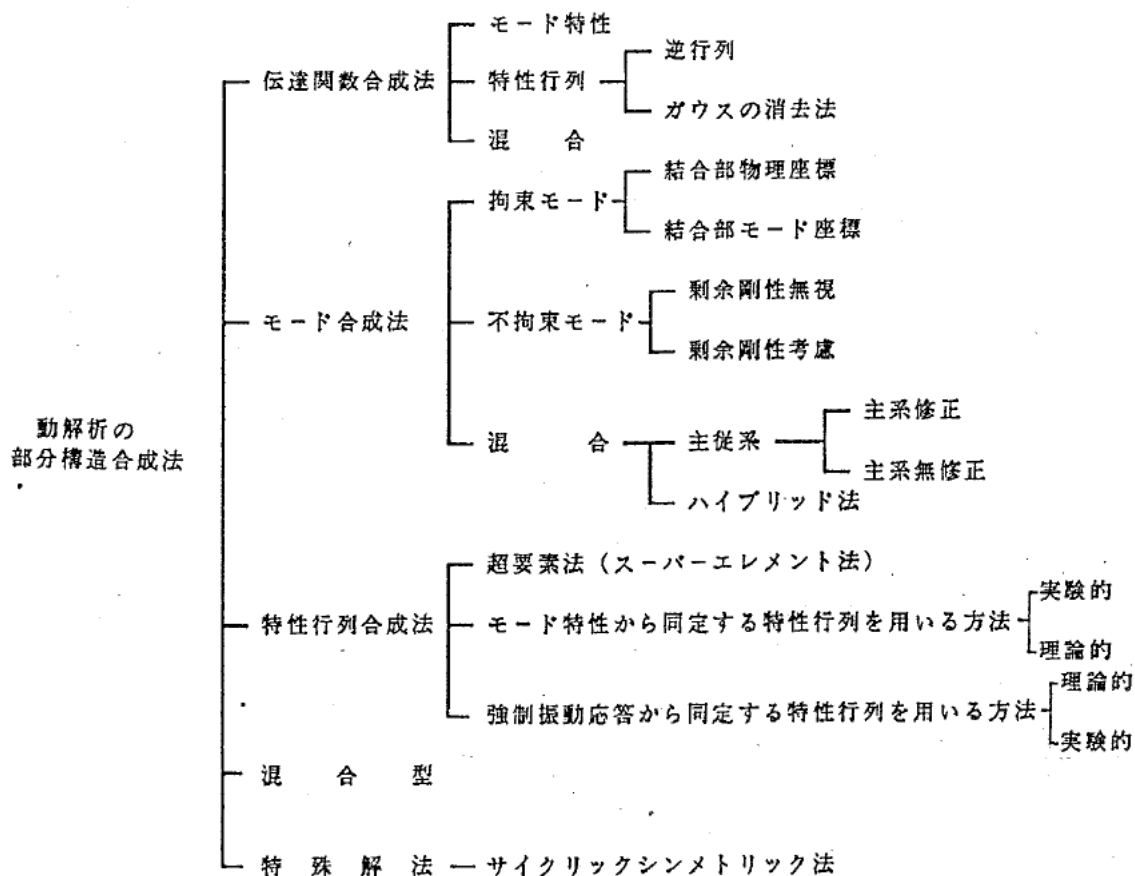 モード特性
逆行列
伝達関数合成法
特性行列
ガウスの消去法
混合
結合部物理座標
拘束モード
結合部モード座標
剰余剛性無視
モード合成法
不拘束モード
剰余剛性考慮
主系修正
動解析の
部分構造合成法
混合
主従系
主系無修正
ハイブリッド法
超要素法（スーパーエレメント法）
実験的
特性行列合成法
モード特性から同定する特性行列を用いる方法
理論的
理論的
強制振動応答から同定する特性行列を用いる方法
実験的
混合型
特殊解法
サイクリックシンメトリック法